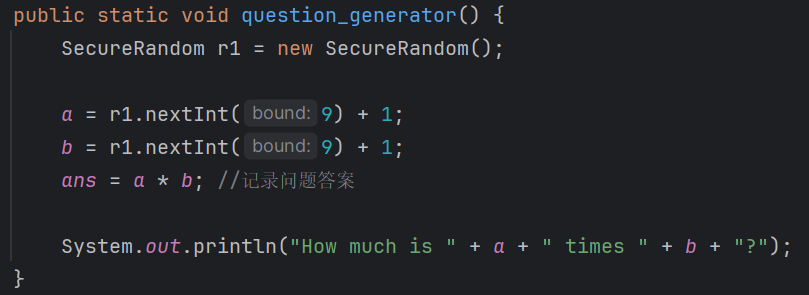 public static void question_generator() {
SecureRandom r1 = new SecureRandom();
a = r1.nextInt( bound: 9) + 1;
b = r1.nextInt( bound: 9) + 1;
ans = a * b; //记录问题答案
System.out.println("How much is " + a + " times " + b + "?");
}